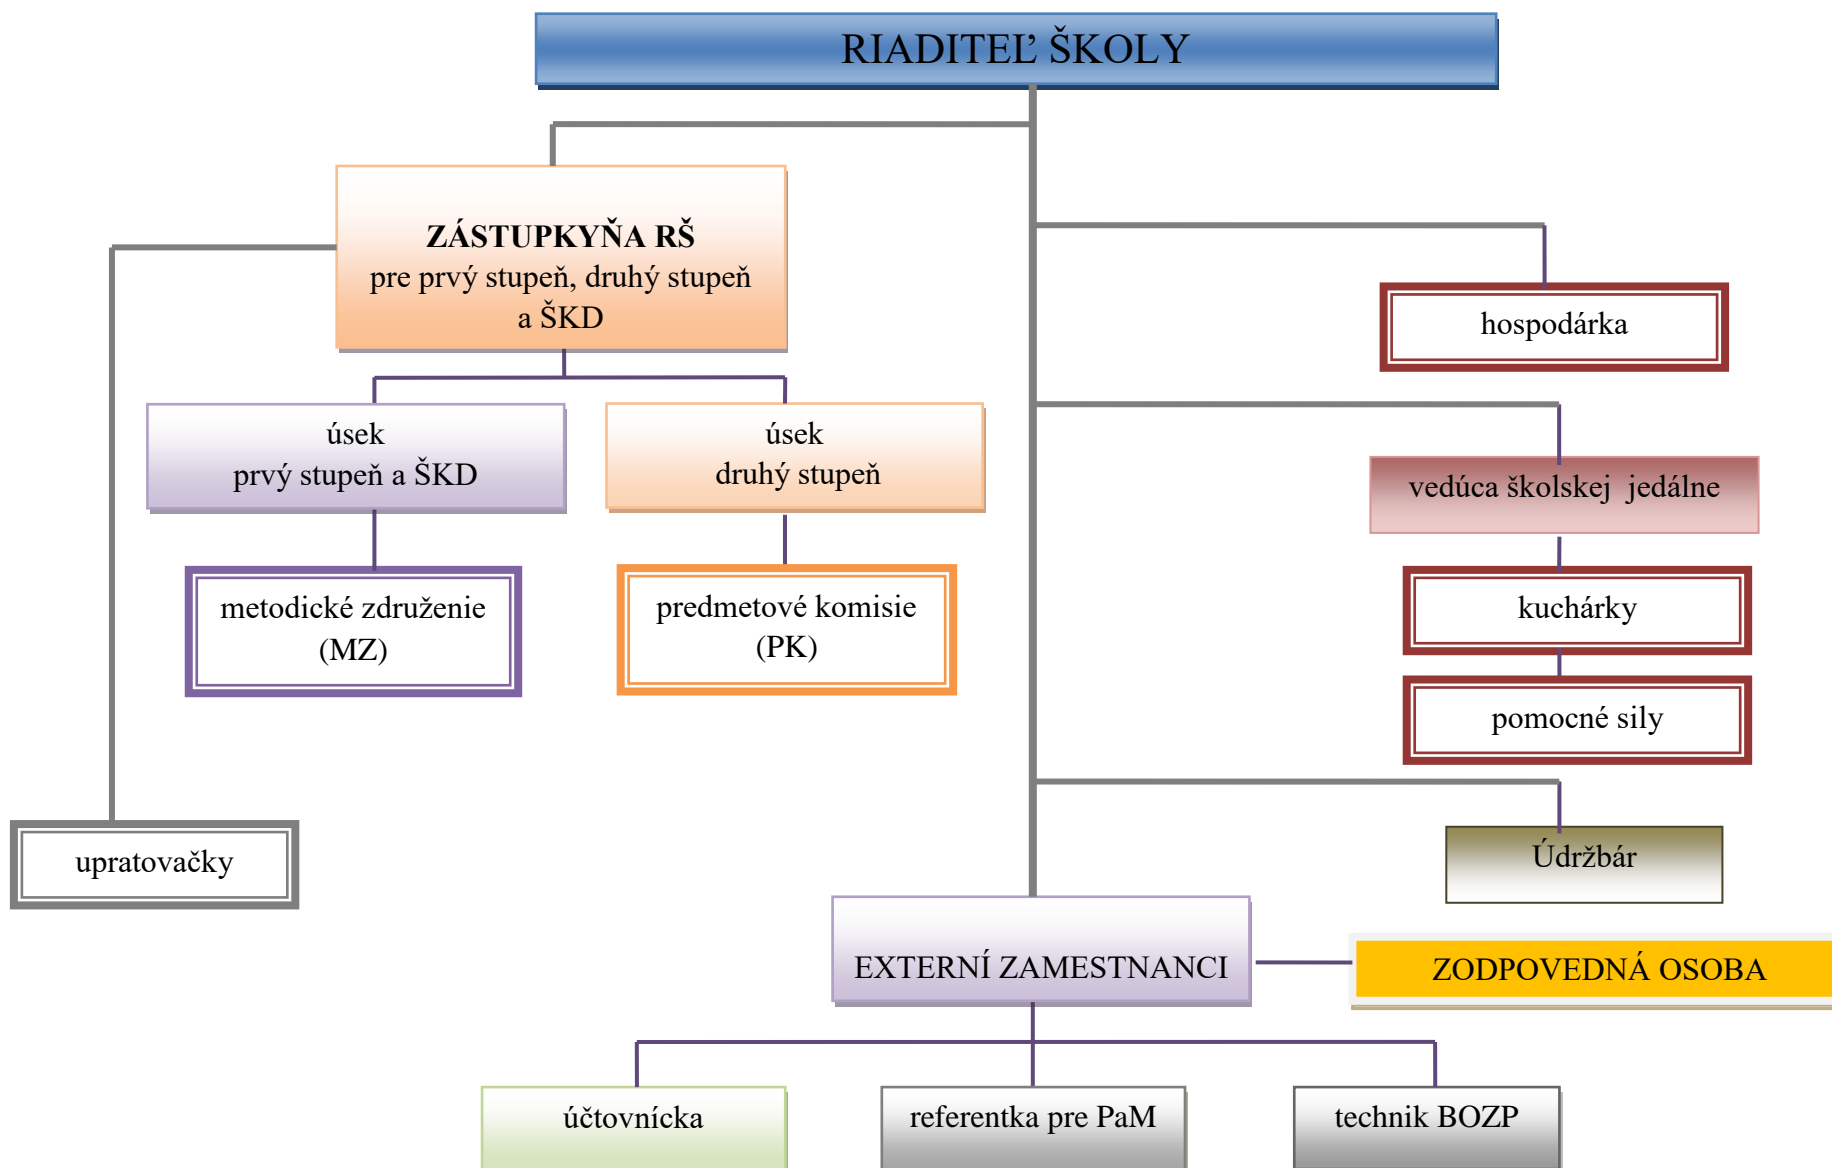 RIADITEĽ ŠKOLY
ZÁSTUPKYŇA RŠ
pre prvý stupeň, druhý stupeň
a ŠKD
hospodárka
úsek
prvý stupeň a ŠKD
úsek
druhý stupeň
vedúca školskej jedálne
metodické združenie
(MZ)
predmetové komisie
(PK)
kuchárky
pomocné sily
upratovačky
Údržbár
EXTERNÍ ZAMESTNANCI
ZODPOVEDNÁ OSOBA
účtovnícka
referentka pre PaM
technik BOZP